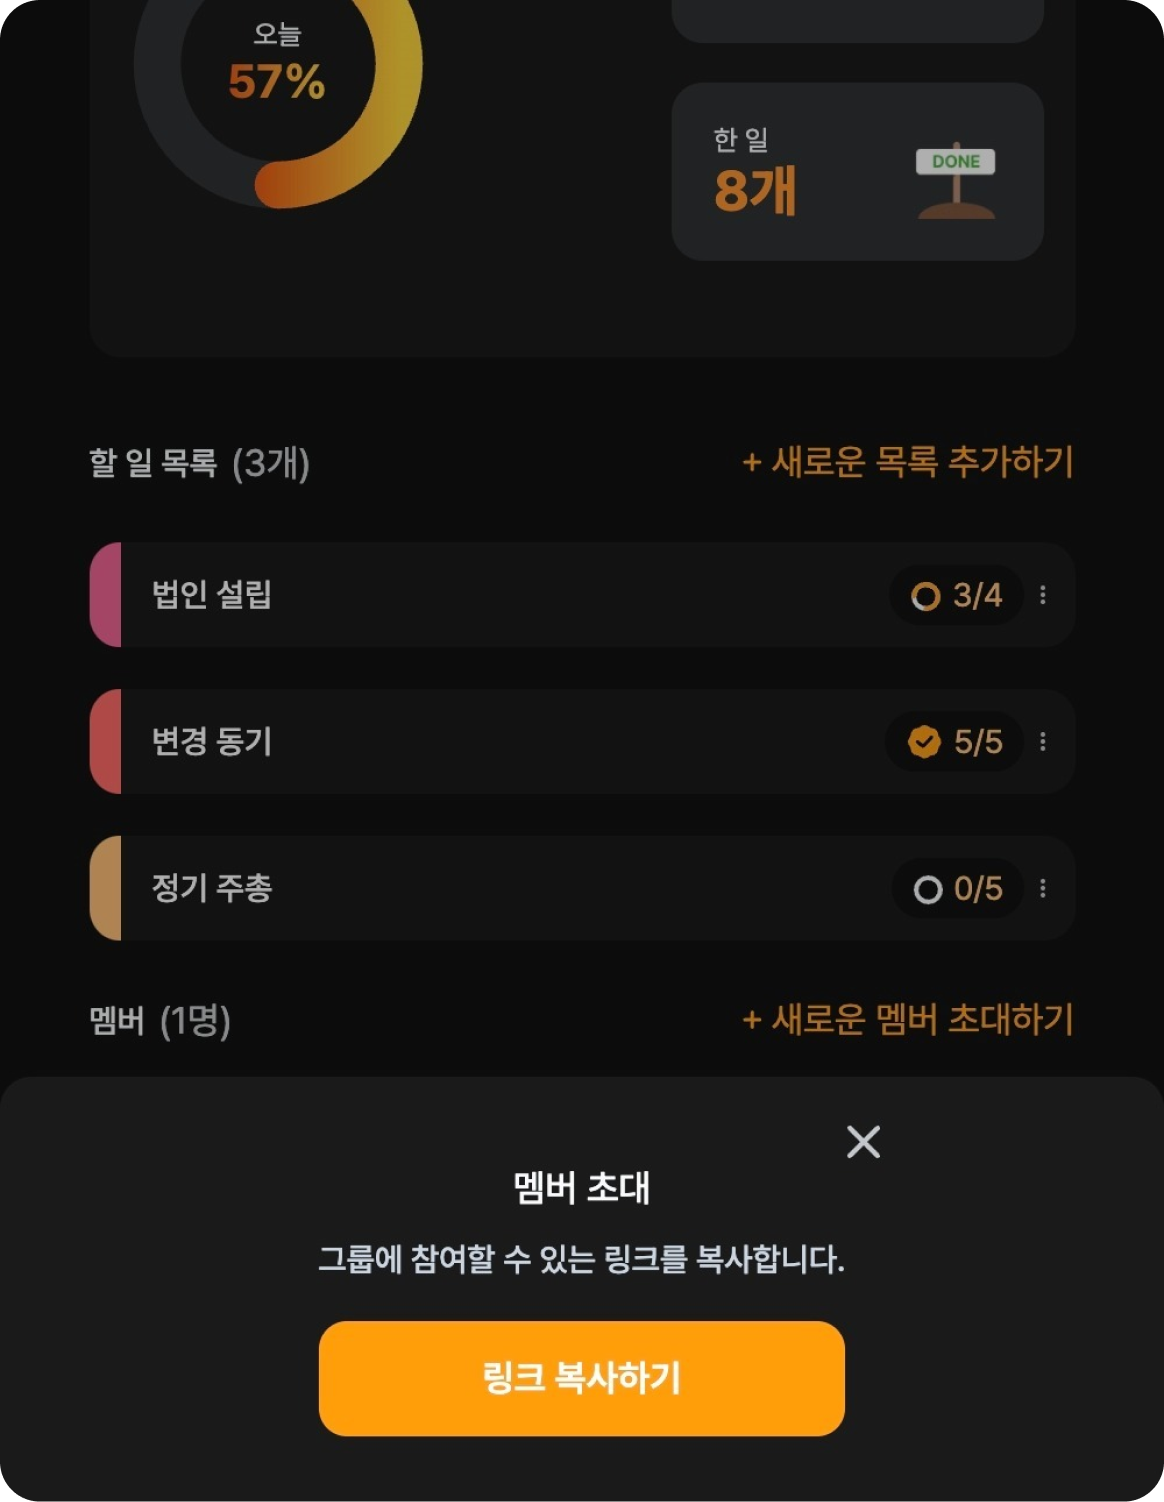 오늘
57%
한 일
8개
DONE
할 일 목록 (3개)
+ 새로운 목록 추가하기
법인 설립
3/4
변경 등기
5/5
정기 주총
0/5
멤버 (1명)
+ 새로운 멤버 초대하기
멤버 초대
그룹에 참여할 수 있는 링크를 복사합니다.
링크 복사하기